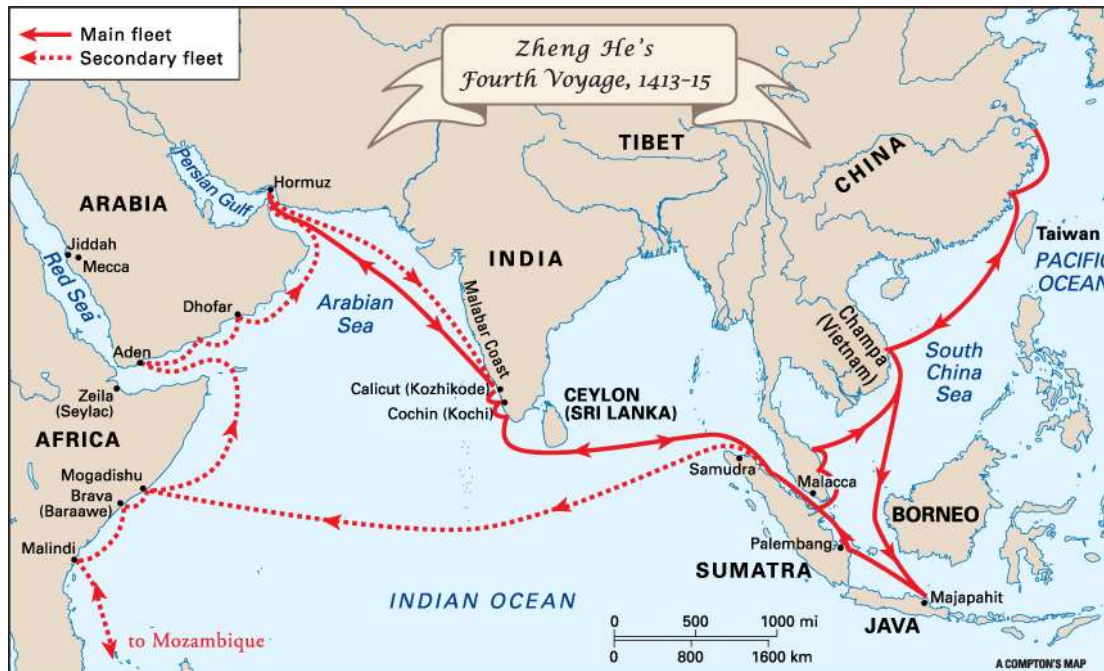 Main fleet
Secondary fleet
Zheng He's
Fourth Voyage, 1413–15
TIBET
CHINA
Taiwan
PACIFIC
OCEAN
Hormuz
Persian Gulf
ARABIA
Jiddah
Mecca
Red Sea
INDIA
Arabian
Sea
Malabar Coast
Dhofar
Aden
Champa
(Vietnam)
South
China
Sea
Zeila
(Seylac)
Calicut (Kozhikode)
Cochin (Kochi)
CEYLON
(SRI LANKA)
AFRICA
Mogadishu
Brava
(Baraawe)
Samudra
Malacca
BORNEO
Malindi
Palembang
SUMATRA
Majapahit
JAVA
INDIAN OCEAN
to Mozambique
0 500 1000 mi
0 800 1600 km
A COMPTON'S MAP